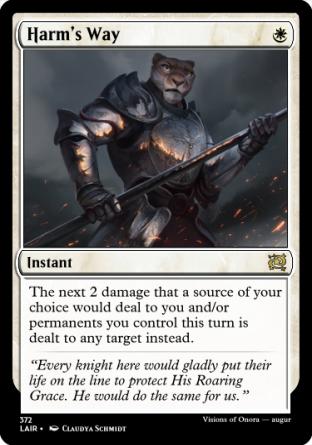 Harm's Way
Instant
The next 2 damage that a source of your
choice would deal to you and/or
permanents you control this turn is
dealt to any target instead.
“Every knight here would gladly put their
life on the line to protect His Roaring
Grace. He would do the same for us.”
372
Visions of Onora — augur
LAIR • Claudya Schmidt